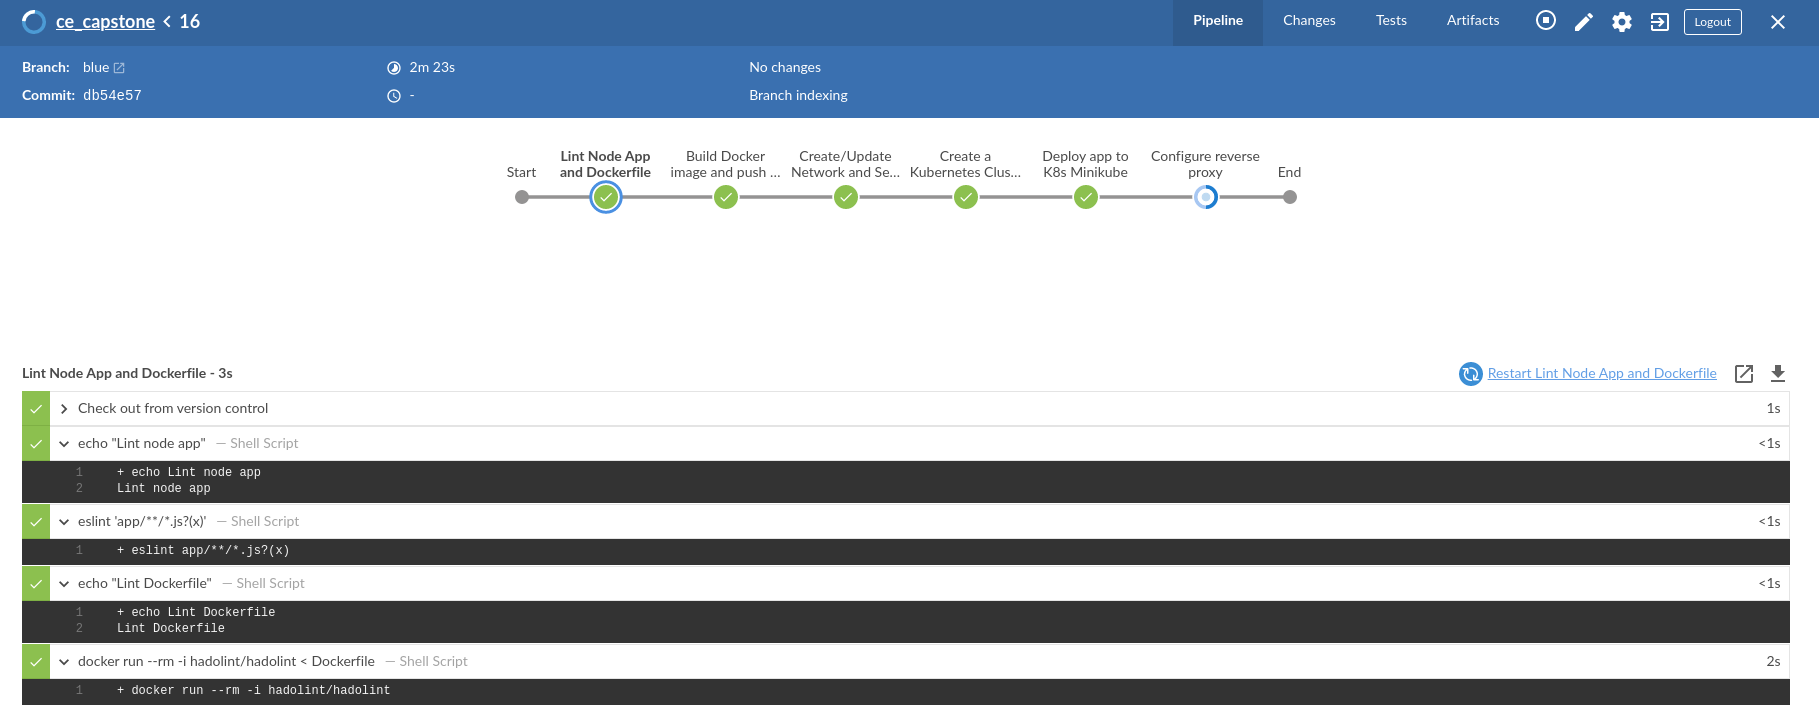 ce_capstone < 16
Pipeline Changes Tests Artifacts Logout
Branch: blue 2m 23s No changes
Commit: db54e57 - Branch indexing
Start
Lint Node App
and Dockerfile
Build Docker
image and push ...
Create/Update
Network and Se...
Create a
Kubernetes Clus...
Deploy app to
K8s Minikube
Configure reverse
proxy
End
Lint Node App and Dockerfile - 3s
Restart Lint Node App and Dockerfile
Check out from version control 1s
echo "Lint node app" — Shell Script <1s
1 + echo Lint node app
2 Lint node app
eslint 'app/**/*.js?(x)' — Shell Script <1s
1 + eslint app/**/*.js?(x)
echo "Lint Dockerfile" — Shell Script <1s
1 + echo Lint Dockerfile
2 Lint Dockerfile
docker run --rm -i hadolint/hadolint < Dockerfile — Shell Script 2s
1 + docker run --rm -i hadolint/hadolint